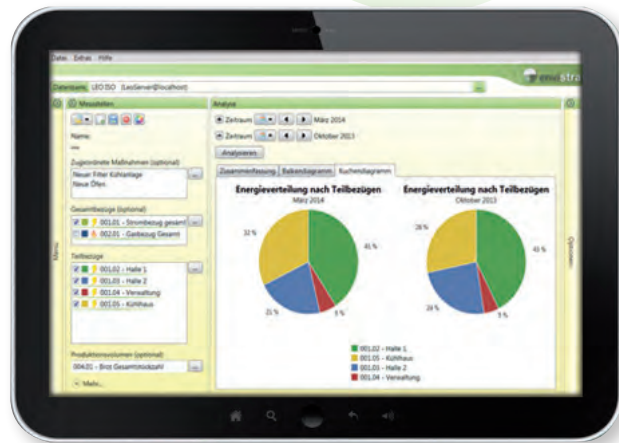 Datei Extras Hilfe
envistra
Datenbank: LEO ISO (LeoServer@localhost)
Messstellen
Analyse
Zeitraum
März 2014
Name:
Zeitraum
Oktober 2013
Zugeordnete Maßnahmen (optional)
Analysieren
Neuer Filter Kühlanlage
Neue Öfen
Zusammenfassung Balkendiagramm Kuchendiagramm
Energieverteilung nach Teilbezügen
März 2014
Energieverteilung nach Teilbezügen
Oktober 2013
Gesamtbezüge (optional)
001.01 - Strombezug gesamt
002.01 - Gasbezug Gesamt
Menü
Optionen
Teilbezüge
001.02 - Halle 1
001.03 - Halle 2
001.04 - Verwaltung
001.05 - Kühlhaus
32 %
41 %
21 %
28 %
43 %
24 %
Produktionsvolumen (optional)
004.01 - Brot Gesamtstückzahl
Mehr...
001.02 - Halle 1
001.05 - Kühlhaus
001.03 - Halle 2
001.04 - Verwaltung